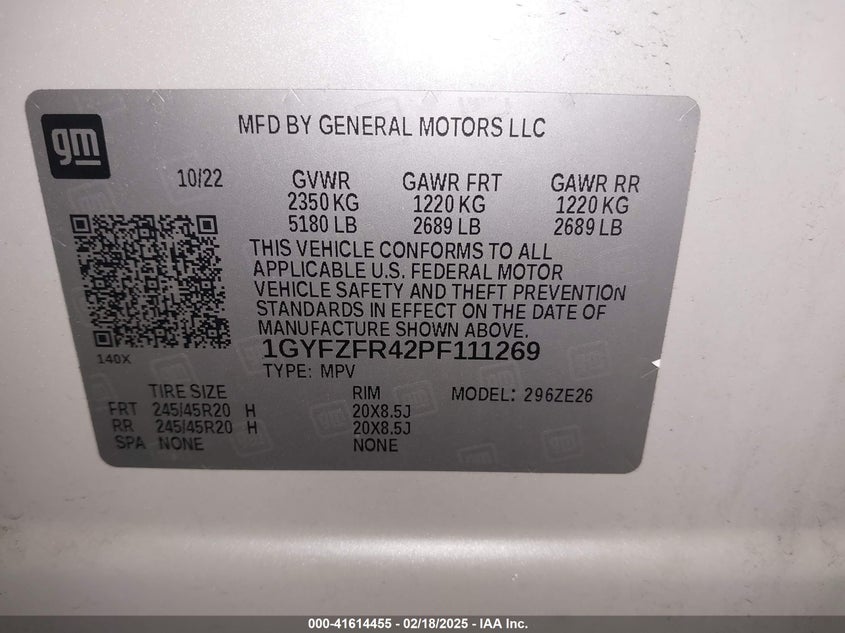 gm
MFD BY GENERAL MOTORS LLC
10/22 GVWR GAWR FRT GAWR RR
2350 KG 1220 KG 1220 KG
5180 LB 2689 LB 2689 LB
THIS VEHICLE CONFORMS TO ALL
APPLICABLE U.S. FEDERAL MOTOR
VEHICLE SAFETY AND THEFT PREVENTION
STANDARDS IN EFFECT ON THE DATE OF
MANUFACTURE SHOWN ABOVE.
1GYFZFR42PF111269
140X
TYPE: MPV
TIRE SIZE RIM MODEL: 296ZE26
FRT 245/45R20 H 20X8.5J
RR 245/45R20 H 20X8.5J
SPA NONE NONE
000-41614455 - 02/18/2025 - IAA Inc.